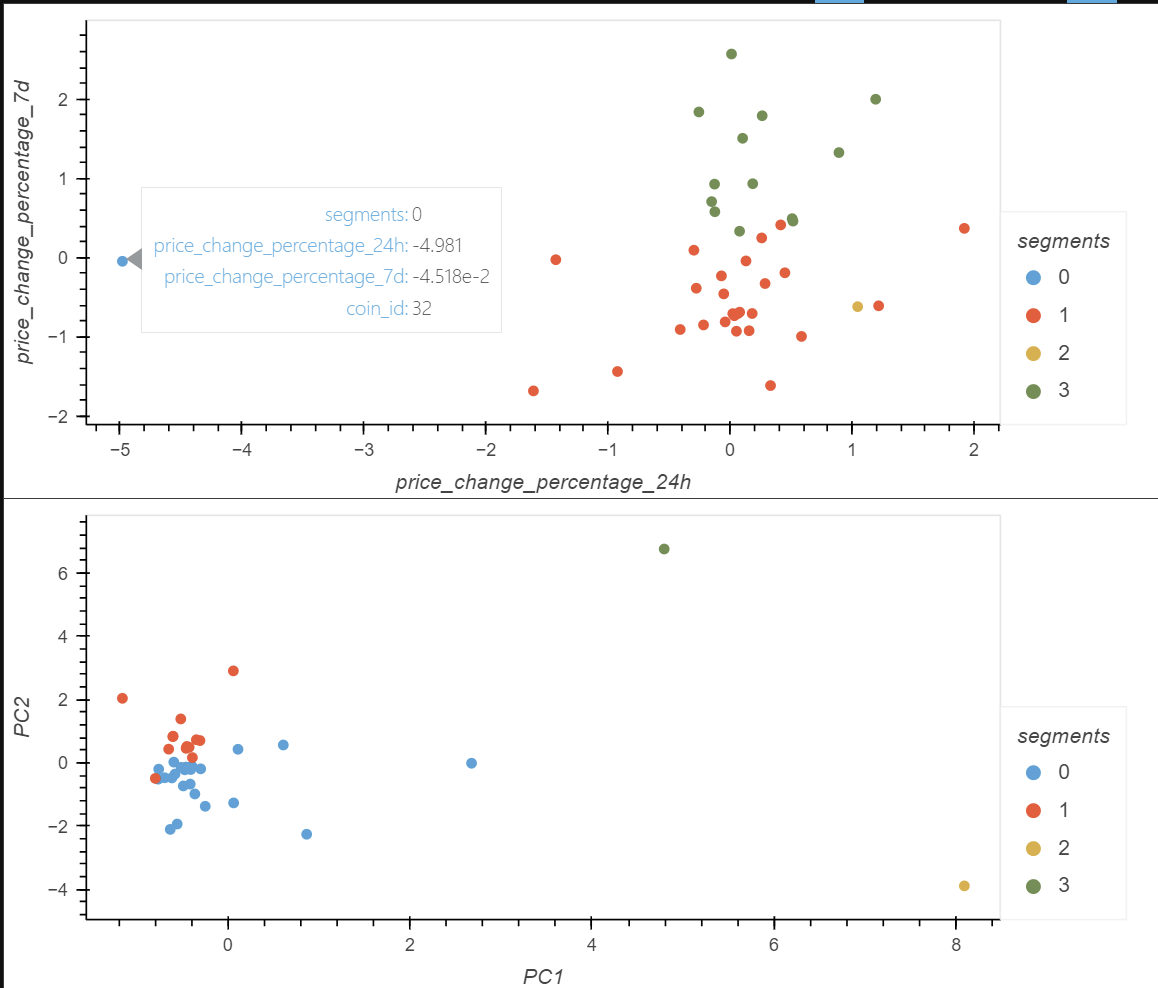 price_change_percentage_7d
2
1
0
−1
−2
segments: 0
price_change_percentage_24h: -4.981
price_change_percentage_7d: -4.518e-2
coin_id: 32
segments
0
1
2
3
−5 −4 −3 −2 −1 0 1 2
price_change_percentage_24h
PC2
6
4
2
0
−2
−4
segments
0
1
2
3
0 2 4 6 8
PC1